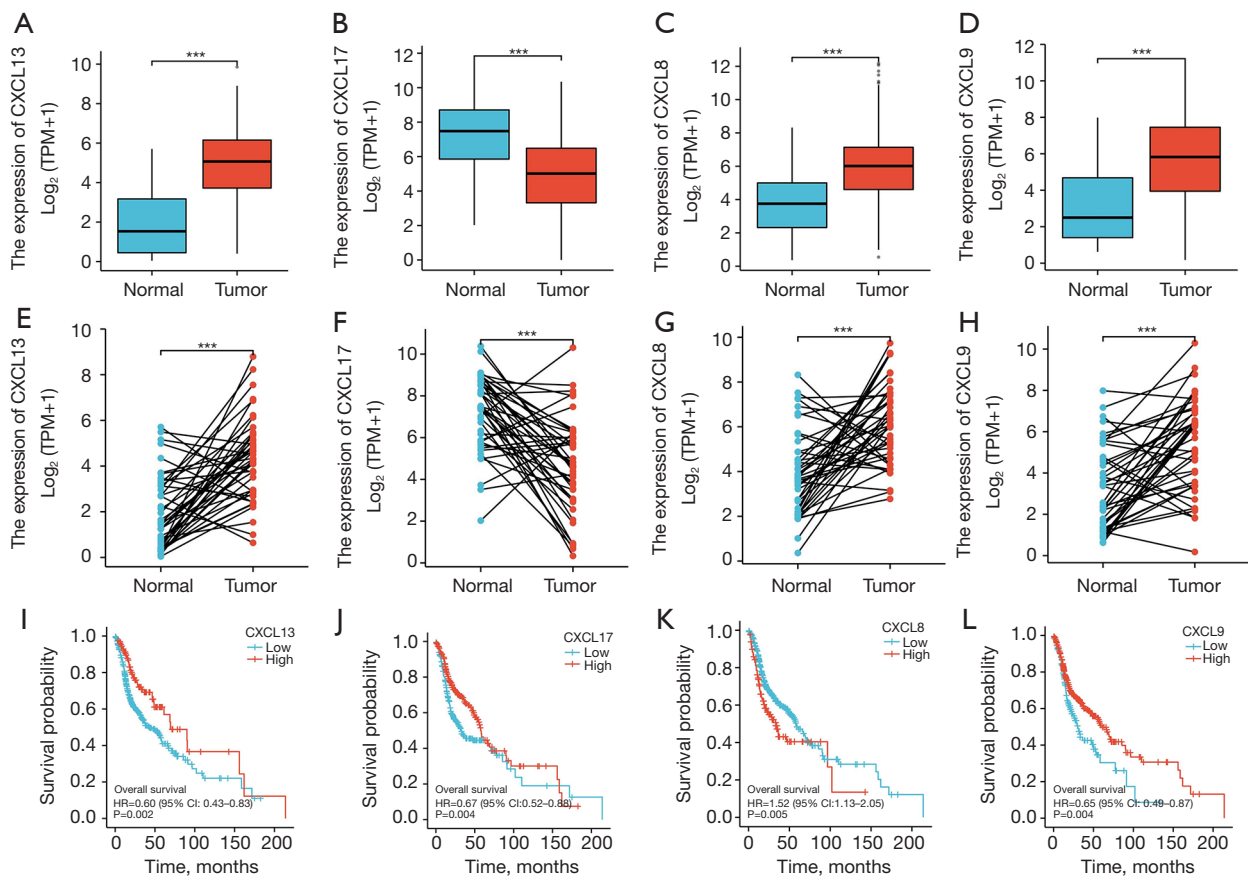 A
The expression of CXCL13
Log₂ (TPM+1)
10
8
6
4
2
0
***
Normal Tumor
B
The expression of CXCL17
Log₂ (TPM+1)
12
10
8
6
4
2
0
***
Normal Tumor
C
The expression of CXCL8
Log₂ (TPM+1)
12
10
8
6
4
2
0
***
Normal Tumor
D
The expression of CXCL9
Log₂ (TPM+1)
12
10
8
6
4
2
0
***
Normal Tumor
E
The expression of CXCL13
Log₂ (TPM+1)
10
8
6
4
2
0
***
Normal Tumor
F
The expression of CXCL17
Log₂ (TPM+1)
10
8
6
4
2
0
***
Normal Tumor
G
The expression of CXCL8
Log₂ (TPM+1)
10
8
6
4
2
0
***
Normal Tumor
H
The expression of CXCL9
Log₂ (TPM+1)
10
8
6
4
2
0
***
Normal Tumor
I
Survival probability
1.0
0.8
0.6
0.4
0.2
0.0
CXCL13
Low
High
Overall survival
HR=0.60 (95% CI: 0.43–0.83)
P=0.002
0 50 100 150 200
Time, months
J
Survival probability
1.0
0.8
0.6
0.4
0.2
0.0
CXCL17
Low
High
Overall survival
HR=0.67 (95% CI:0.52–0.88)
P=0.004
0 50 100 150 200
Time, months
K
Survival probability
1.0
0.8
0.6
0.4
0.2
0.0
CXCL8
Low
High
Overall survival
HR=1.52 (95% CI:1.13–2.05)
P=0.005
0 50 100 150 200
Time, months
L
Survival probability
1.0
0.8
0.6
0.4
0.2
0.0
CXCL9
Low
High
Overall survival
HR=0.65 (95% CI: 0.49–0.87)
P=0.004
0 50 100 150 200
Time, months